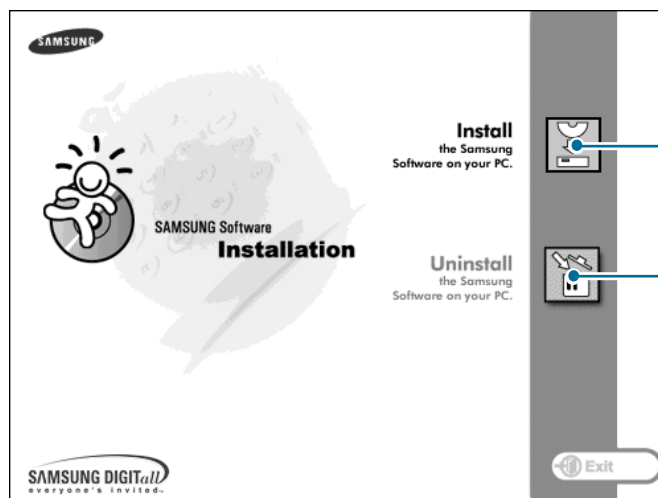 SAMSUNG
Install
the Samsung
Software on your PC.
SAMSUNG Software
Installation
Uninstall
the Samsung
Software on your PC.
SAMSUNG DIGITall
everyone's invited™
Exit